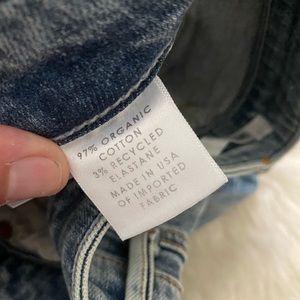 97% ORGANIC
COTTON
3% RECYCLED
ELASTANE
MADE IN USA
OF IMPORTED
FABRIC